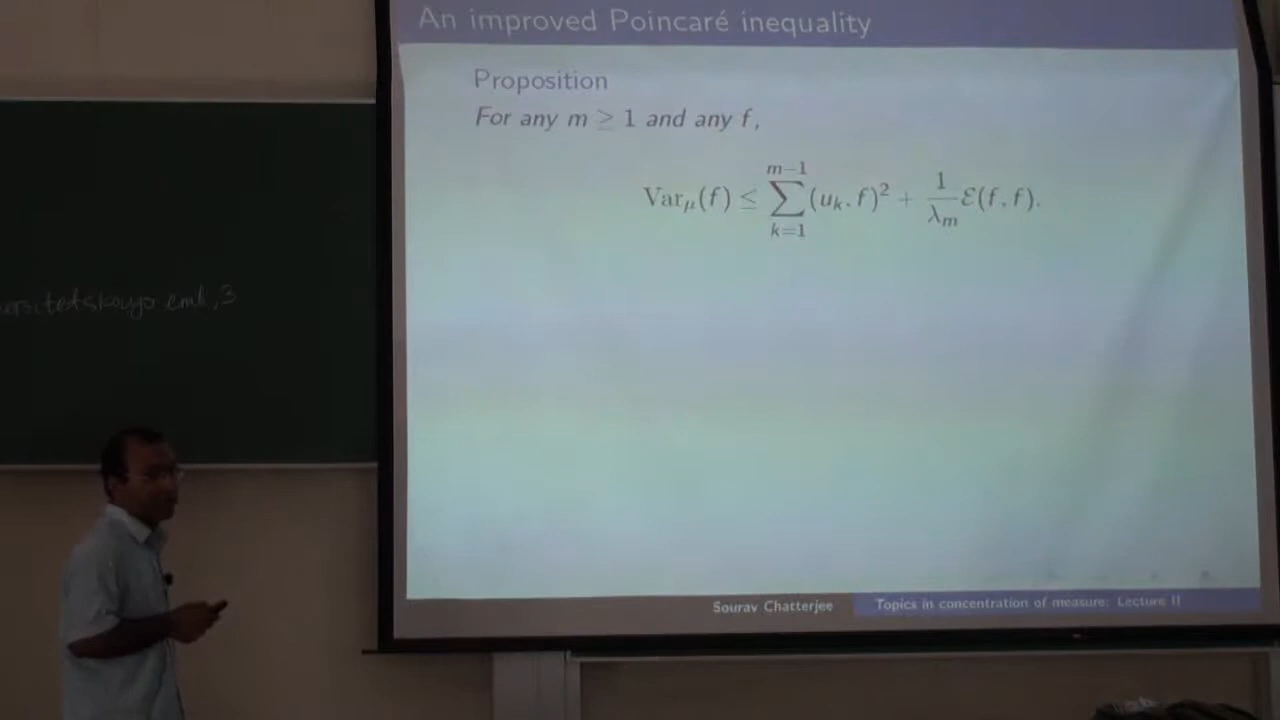 An improved Poincaré inequality
Proposition
For any m ≥ 1 and any f,
Var_μ(f) ≤ ∑_{k=1}^{m−1} (u_k, f)² + 1/λ_m ℰ(f, f).
, 3
Sourav Chatterjee
Topics in concentration of measure: Lecture II